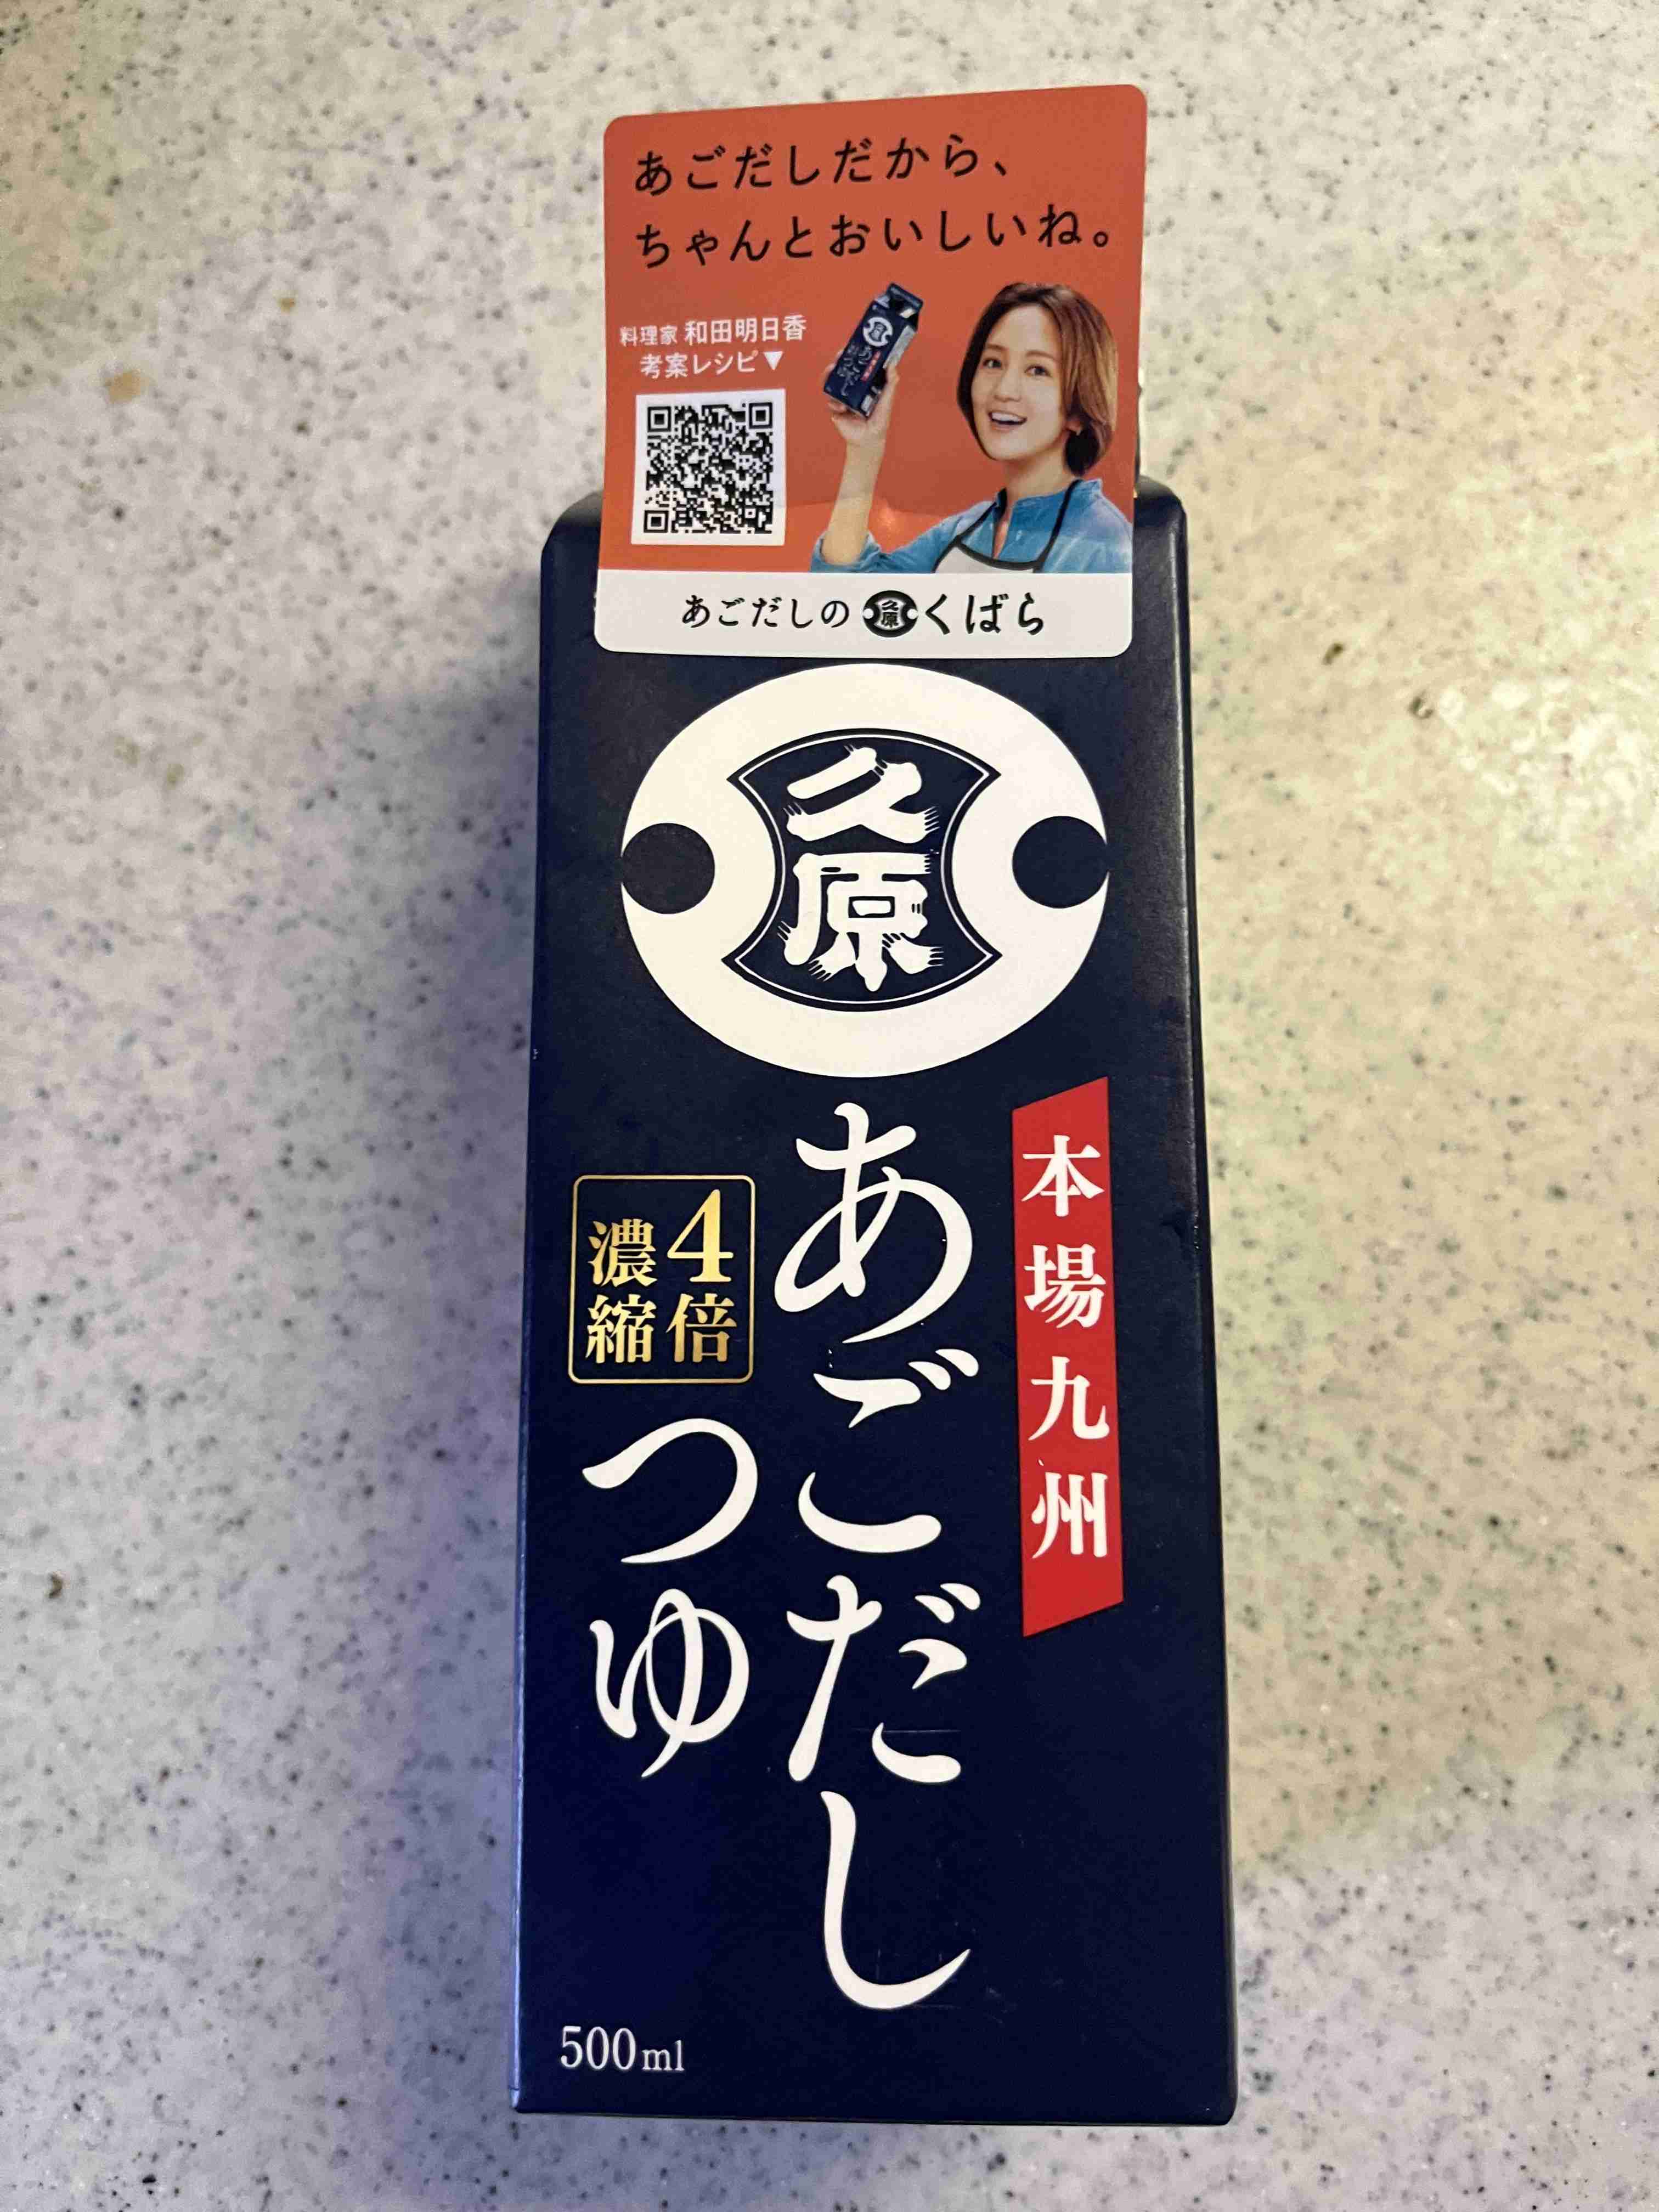 あごだしだから、
ちゃんとおいしいね。
料理家 和田明日香
考案レシピ▼
あごだしの 久原 くばら
久原
本場九州
あごだし
4倍
濃縮
つゆ
500ml